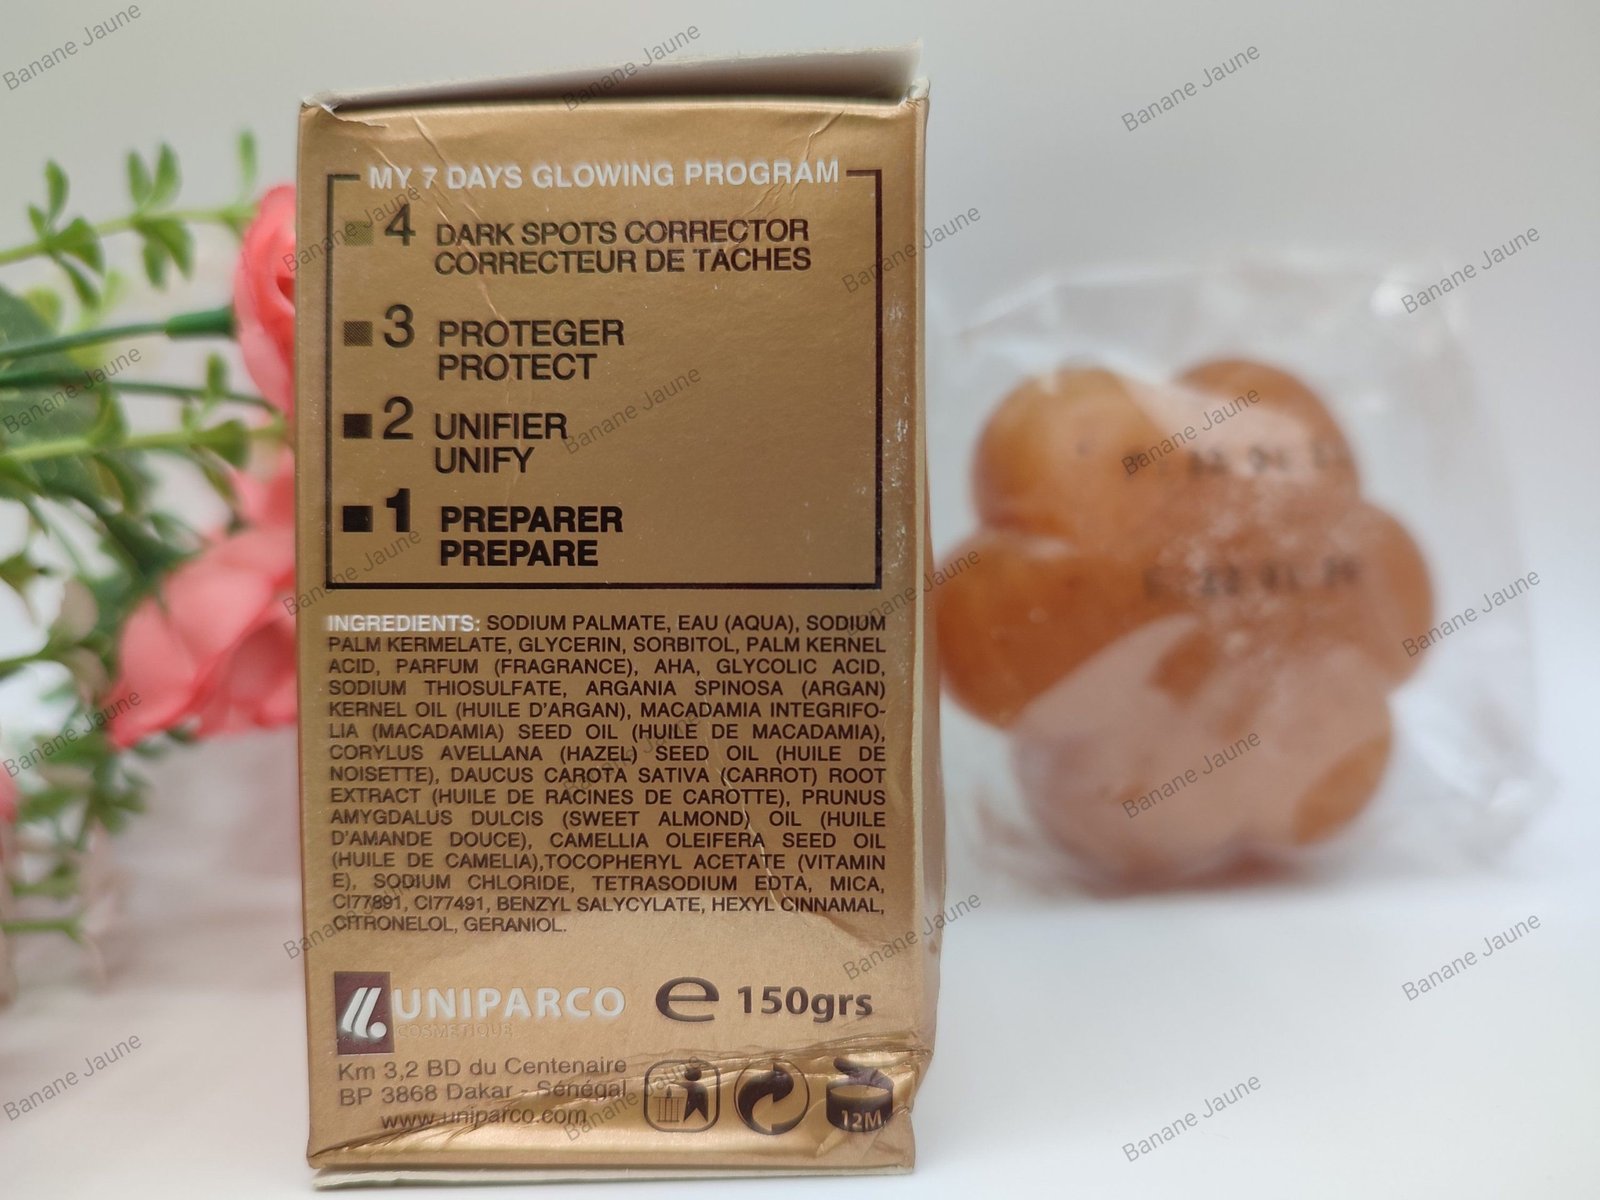 MY 7 DAYS GLOWING PROGRAM
4 DARK SPOTS CORRECTOR
CORRECTEUR DE TACHES
3 PROTEGER
PROTECT
2 UNIFIER
UNIFY
1 PREPARER
PREPARE
INGREDIENTS: SODIUM PALMATE, EAU (AQUA), SODIUM
PALM KERMELATE, GLYCERIN, SORBITOL, PALM KERNEL
ACID, PARFUM (FRAGRANCE), AHA, GLYCOLIC ACID,
SODIUM THIOSULFATE, ARGANIA SPINOSA (ARGAN)
KERNEL OIL (HUILE D'ARGAN), MACADAMIA INTEGRIFO-
LIA (MACADAMIA) SEED OIL (HUILE DE MACADAMIA),
CORYLUS AVELLANA (HAZEL) SEED OIL (HUILE DE
NOISETTE), DAUCUS CAROTA SATIVA (CARROT) ROOT
EXTRACT (HUILE DE RACINES DE CAROTTE), PRUNUS
AMYGDALUS DULCIS (SWEET ALMOND) OIL (HUILE
D'AMANDE DOUCE), CAMELLIA OLEIFERA SEED OIL
(HUILE DE CAMELIA),TOCOPHERYL ACETATE (VITAMIN
E), SODIUM CHLORIDE, TETRASODIUM EDTA, MICA,
CI77891, CI77491, BENZYL SALYCYLATE, HEXYL CINNAMAL,
CITRONELOL, GERANIOL.
UNIPARCO
COSMETIQUE
e 150grs
Km 3,2 BD du Centenaire
BP 3868 Dakar - Sénégal
www.uniparco.com
12M
Banane Jaune